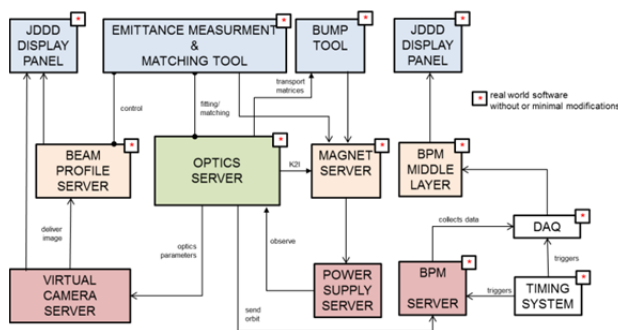 JDDD
DISPLAY
PANEL
EMITTANCE MEASURMENT
&
MATCHING TOOL
BUMP
TOOL
JDDD
DISPLAY
PANEL
* real world software
without or minimal modifications
control
fitting/
matching
transport
matrices
BEAM
PROFILE
SERVER
OPTICS
SERVER
K2I
MAGNET
SERVER
BPM
MIDDLE
LAYER
deliver
image
optics
parameters
observe
collects data
DAQ
triggers
VIRTUAL
CAMERA
SERVER
POWER
SUPPLY
SERVER
send
orbit
BPM
SERVER
triggers
TIMING
SYSTEM